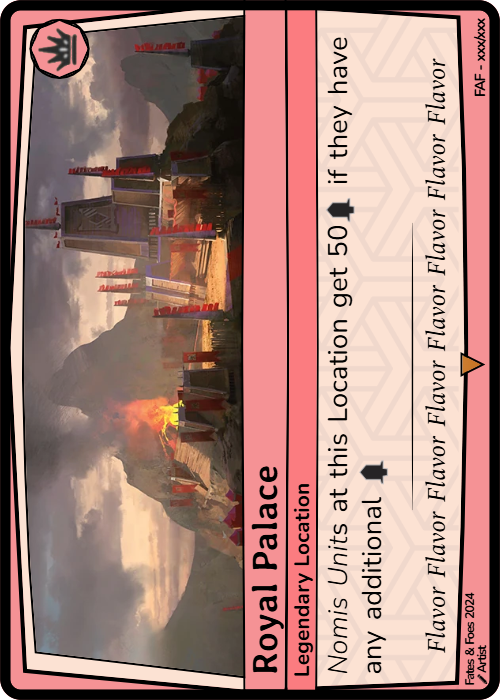 Royal Palace
Legendary Location
Nomis Units at this Location get 50 if they have
any additional
Flavor Flavor Flavor Flavor Flavor Flavor Flavor Flavor
Fates & Foes 2024
Artist
FAF - xxx/xxx